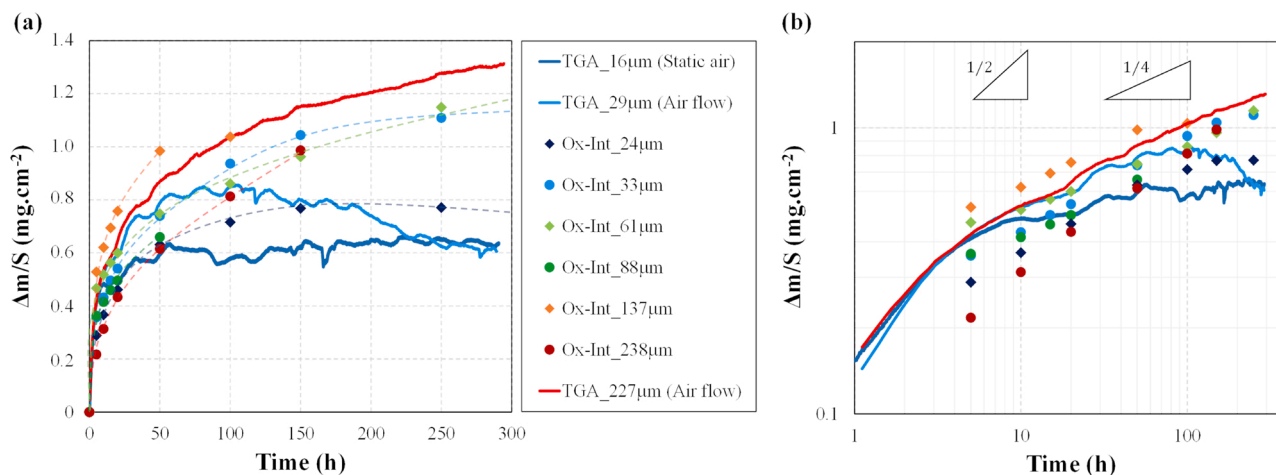 (a)
Δm/S (mg.cm⁻²)
1.4
1.2
1.0
0.8
0.6
0.4
0.2
0
0
50
100
150
200
250
300
Time (h)
TGA_16μm (Static air)
TGA_29μm (Air flow)
Ox-Int_24μm
Ox-Int_33μm
Ox-Int_61μm
Ox-Int_88μm
Ox-Int_137μm
Ox-Int_238μm
TGA_227μm (Air flow)
(b)
Δm/S (mg.cm⁻²)
1/2
1/4
1
0.1
1
10
100
Time (h)